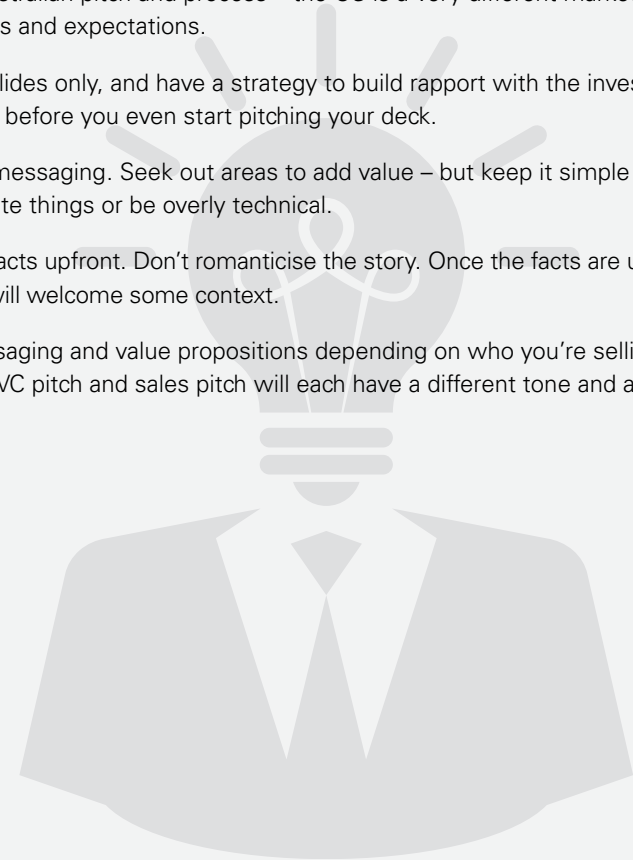 stralian pitch and process – the US is a very different market
s and expectations.
lides only, and have a strategy to build rapport with the inves
before you even start pitching your deck.
messaging. Seek out areas to add value – but keep it simple
te things or be overly technical.
acts upfront. Don’t romanticise the story. Once the facts are u
will welcome some context.
saging and value propositions depending on who you’re selli
VC pitch and sales pitch will each have a different tone and a